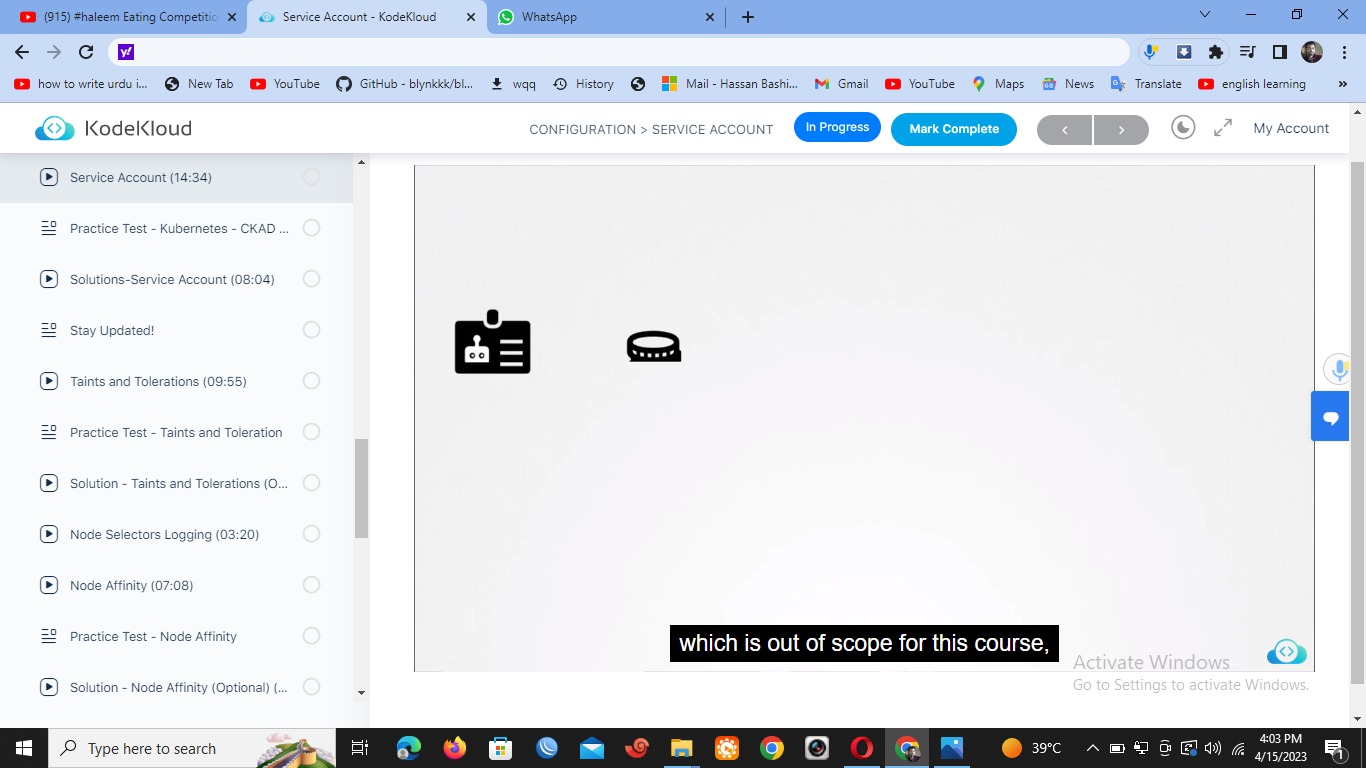 (915) #haleem Eating Competitio
Service Account - KodeKloud
WhatsApp
how to write urdu i...
New Tab
YouTube
GitHub - blynkkk/bl...
wqq
History
Mail - Hassan Bashi...
Gmail
YouTube
Maps
News
Translate
english learning
KodeKloud
CONFIGURATION > SERVICE ACCOUNT
In Progress
Mark Complete
My Account
Service Account (14:34)
Practice Test - Kubernetes - CKAD ...
Solutions-Service Account (08:04)
Stay Updated!
Taints and Tolerations (09:55)
Practice Test - Taints and Toleration
Solution - Taints and Tolerations (O...
Node Selectors Logging (03:20)
Node Affinity (07:08)
Practice Test - Node Affinity
Solution - Node Affinity (Optional) (...
which is out of scope for this course,
Activate Windows
Go to Settings to activate Windows.
Type here to search
39°C
4:03 PM
4/15/2023
1